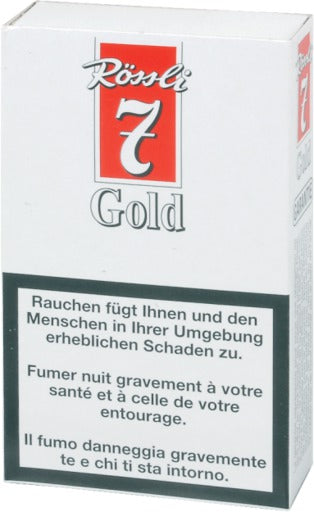 Rössli
7
Gold
Rauchen fügt Ihnen und den
Menschen in Ihrer Umgebung
erheblichen Schaden zu.
Fumer nuit gravement à votre
santé et à celle de votre
entourage.
Il fumo danneggia gravemente
te e chi ti sta intorno.